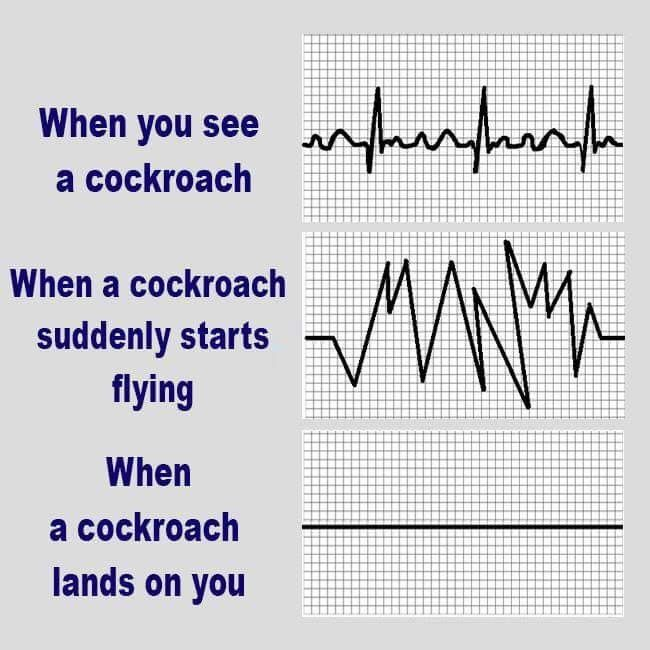 When you see
a cockroach
When a cockroach
suddenly starts
flying
When
a cockroach
lands on you